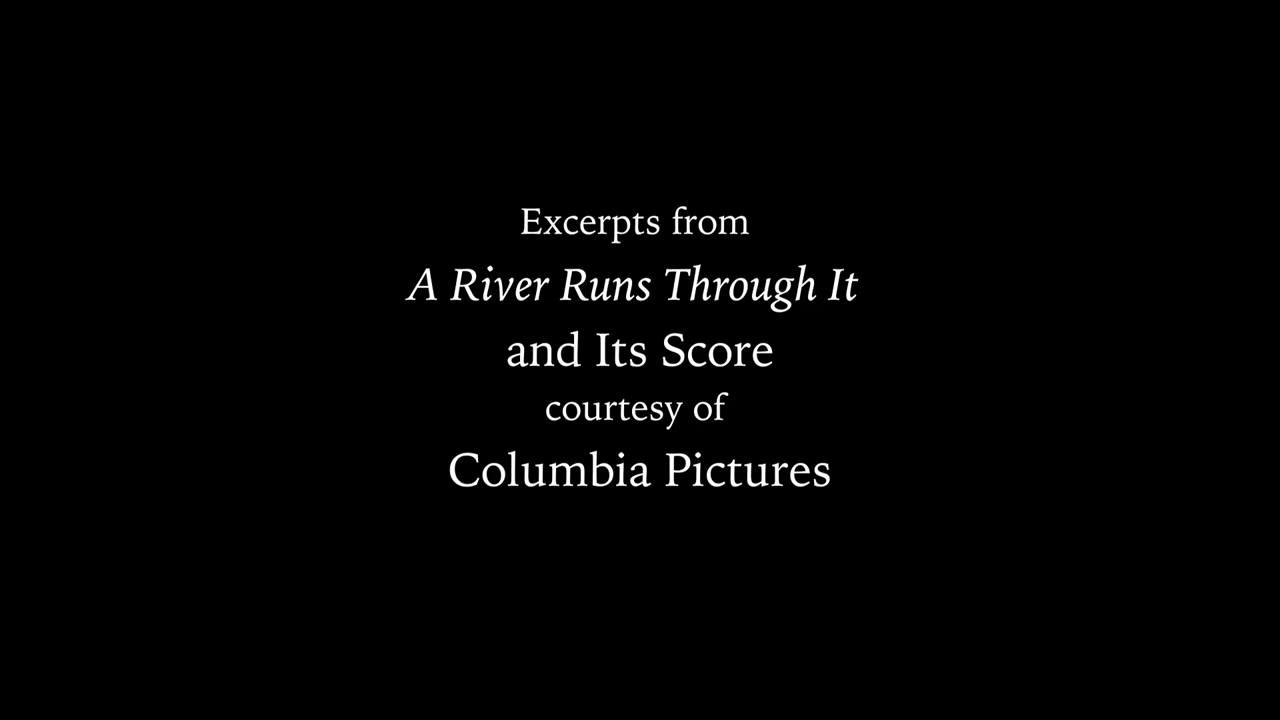 Excerpts from
A River Runs Through It
and Its Score
courtesy of
Columbia Pictures